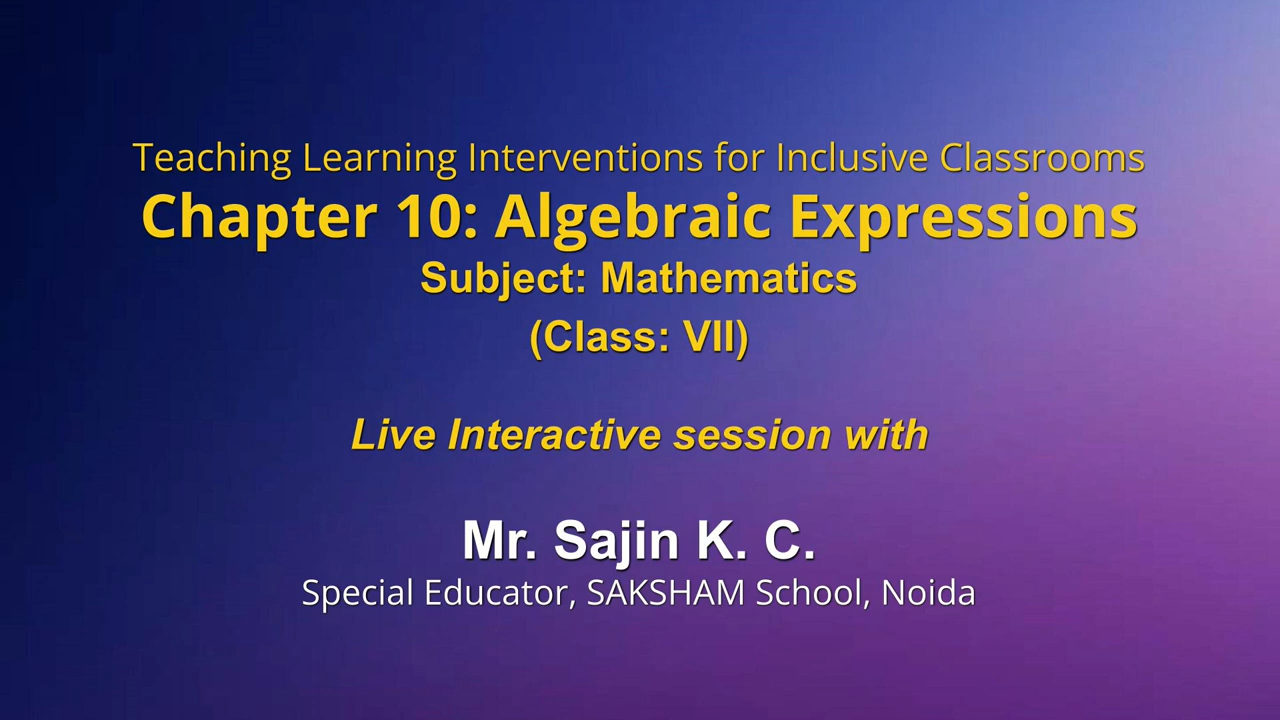 Teaching Learning Interventions for Inclusive Classrooms
Chapter 10: Algebraic Expressions
Subject: Mathematics
(Class: VII)
Live Interactive session with
Mr. Sajin K. C.
Special Educator, SAKSHAM School, Noida